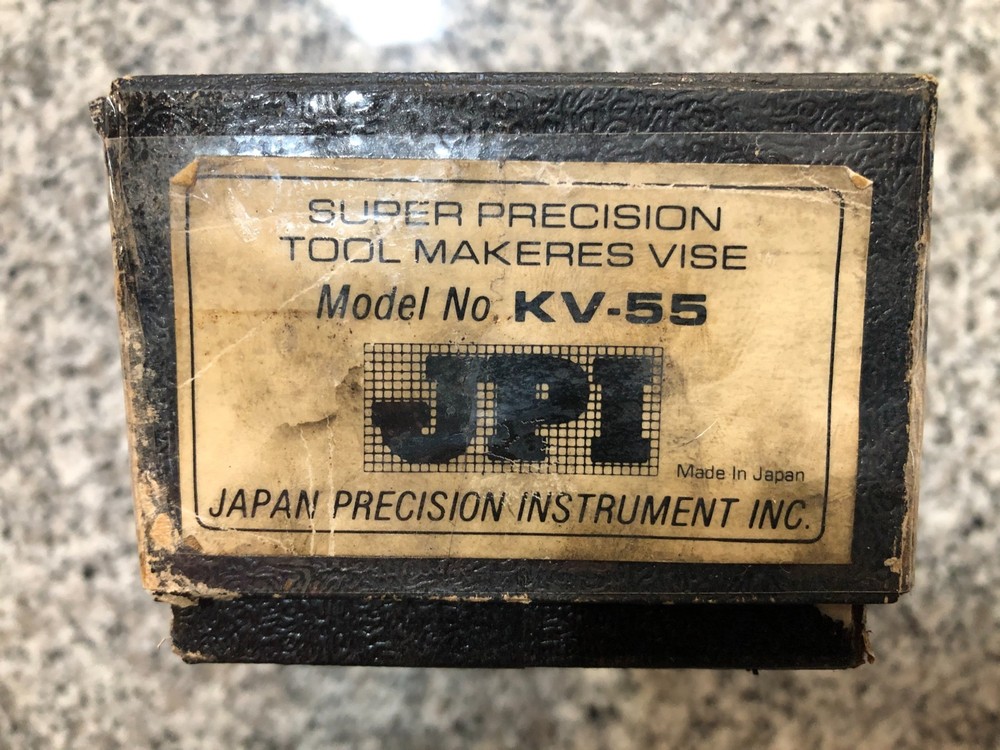 SUPER PRECISION
TOOL MAKERES VISE
Model No. KV-55
JPI
Made In Japan
JAPAN PRECISION INSTRUMENT INC.